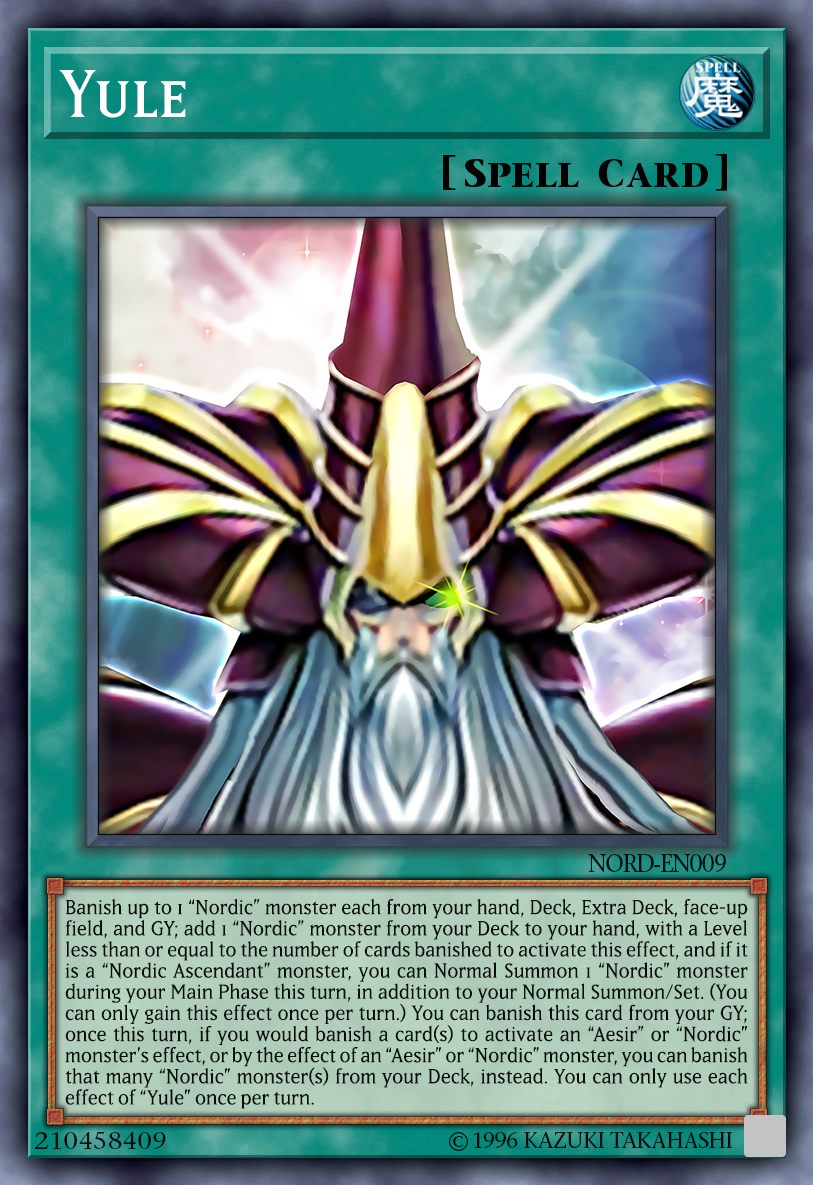 Yule
SPELL
魔
[Spell Card]
NORD-EN009
Banish up to 1 “Nordic” monster each from your hand, Deck, Extra Deck, face-up
field, and GY; add 1 “Nordic” monster from your Deck to your hand, with a Level
less than or equal to the number of cards banished to activate this effect, and if it
is a “Nordic Ascendant” monster, you can Normal Summon 1 “Nordic” monster
during your Main Phase this turn, in addition to your Normal Summon/Set. (You
can only gain this effect once per turn.) You can banish this card from your GY;
once this turn, if you would banish a card(s) to activate an “Aesir” or “Nordic”
monster's effect, or by the effect of an “Aesir” or “Nordic” monster, you can banish
that many “Nordic” monster(s) from your Deck, instead. You can only use each
effect of “Yule” once per turn.
210458409
© 1996 KAZUKI TAKAHASHI